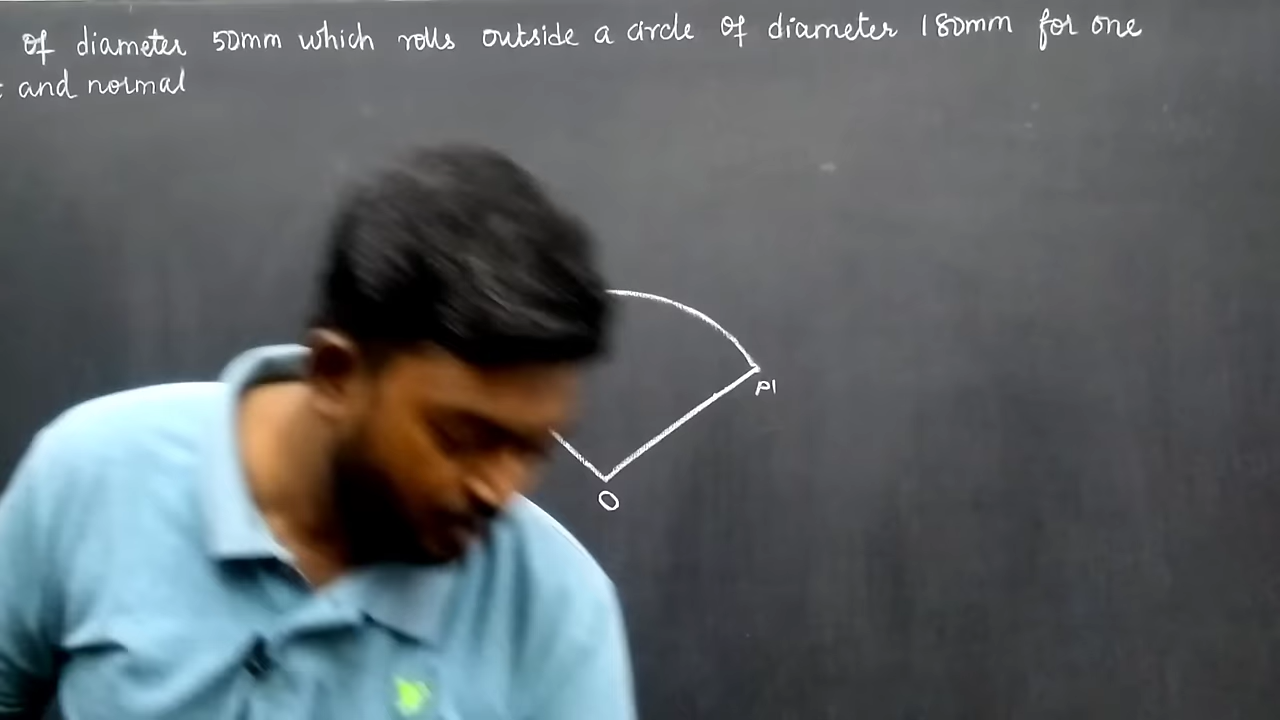 of diameter 50mm which rolls outside a circle of diameter 180mm for one
and normal
P1
O